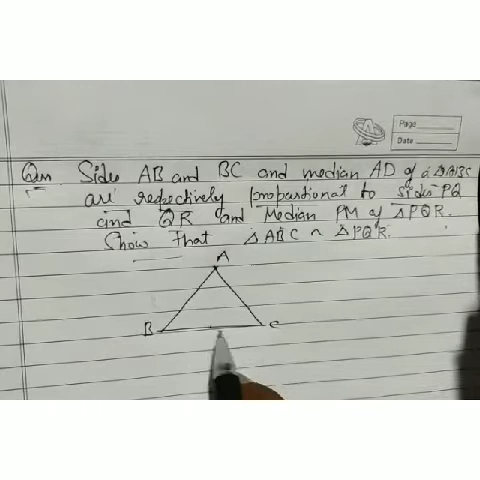 Page
Date
Qn. Sides AB and BC and median AD of a ΔABC
are respectively proportional to sides PQ
and QR and Median PM of ΔPQR.
Show that ΔABC ~ ΔPQR.
A
B C